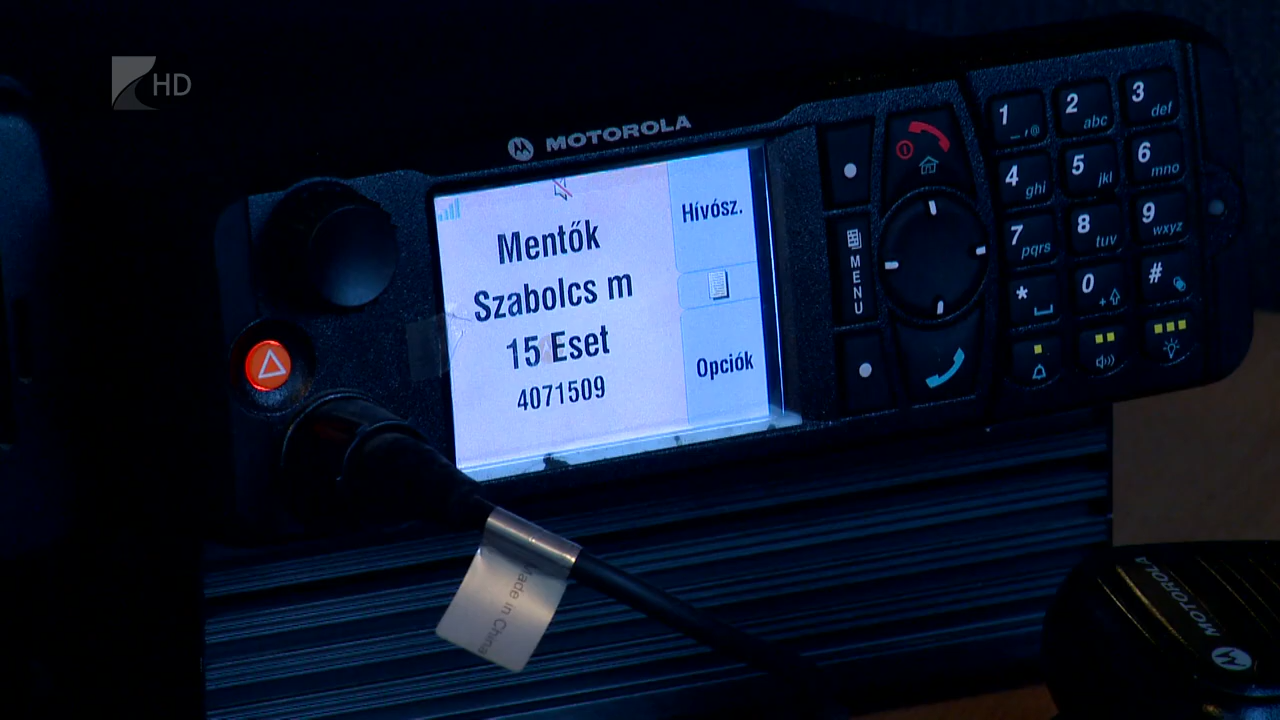 HD
MOTOROLA
Mentők
Szabolcs m
15 Eset
4071509
Hívósz.
Opciók
MENU
1 _,@
2 abc
3 def
4 ghi
5 jkl
6 mno
7 pqrs
8 tuv
9 wxyz
*
0 +
#
Made in China
MOTOROLA